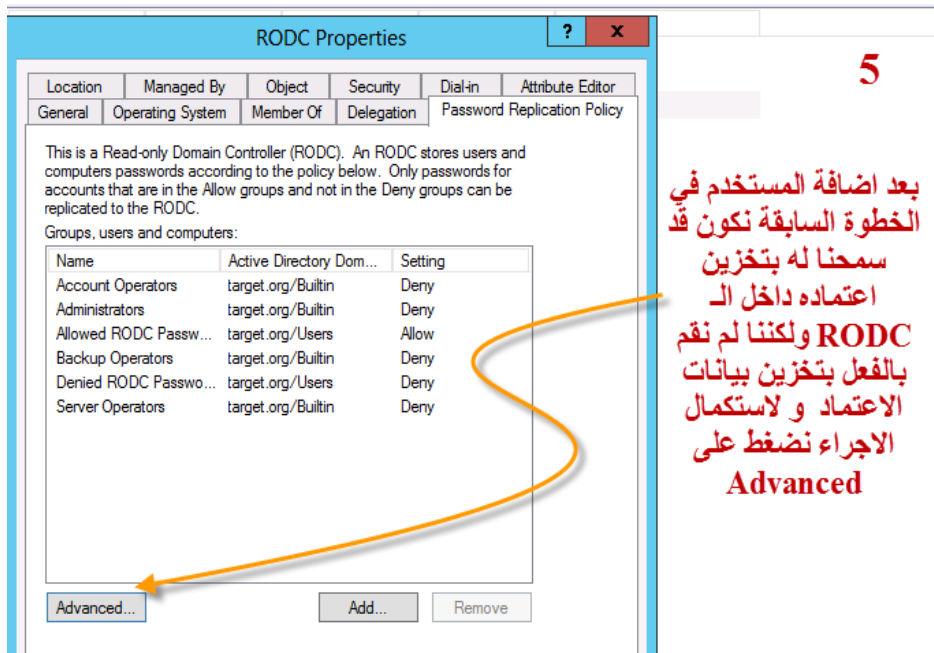 RODC Properties
?
x
Location Managed By Object Security Dial-in Attribute Editor
General Operating System Member Of Delegation Password Replication Policy
This is a Read-only Domain Controller (RODC). An RODC stores users and
computers passwords according to the policy below. Only passwords for
accounts that are in the Allow groups and not in the Deny groups can be
replicated to the RODC.
Groups, users and computers:
Name Active Directory Dom... Setting
Account Operators target.org/Builtin Deny
Administrators target.org/Builtin Deny
Allowed RODC Passw... target.org/Users Allow
Backup Operators target.org/Builtin Deny
Denied RODC Passwo... target.org/Users Deny
Server Operators target.org/Builtin Deny
Advanced... Add... Remove
5
بعد اضافة المستخدم في
الخطوة السابقة نكون قد
سمحنا له بتخزين
اعتماده داخل الـ
RODC ولكننا لم نقم
بالفعل بتخزين بيانات
الاعتماد و لاستكمال
الاجراء نضغط على
Advanced